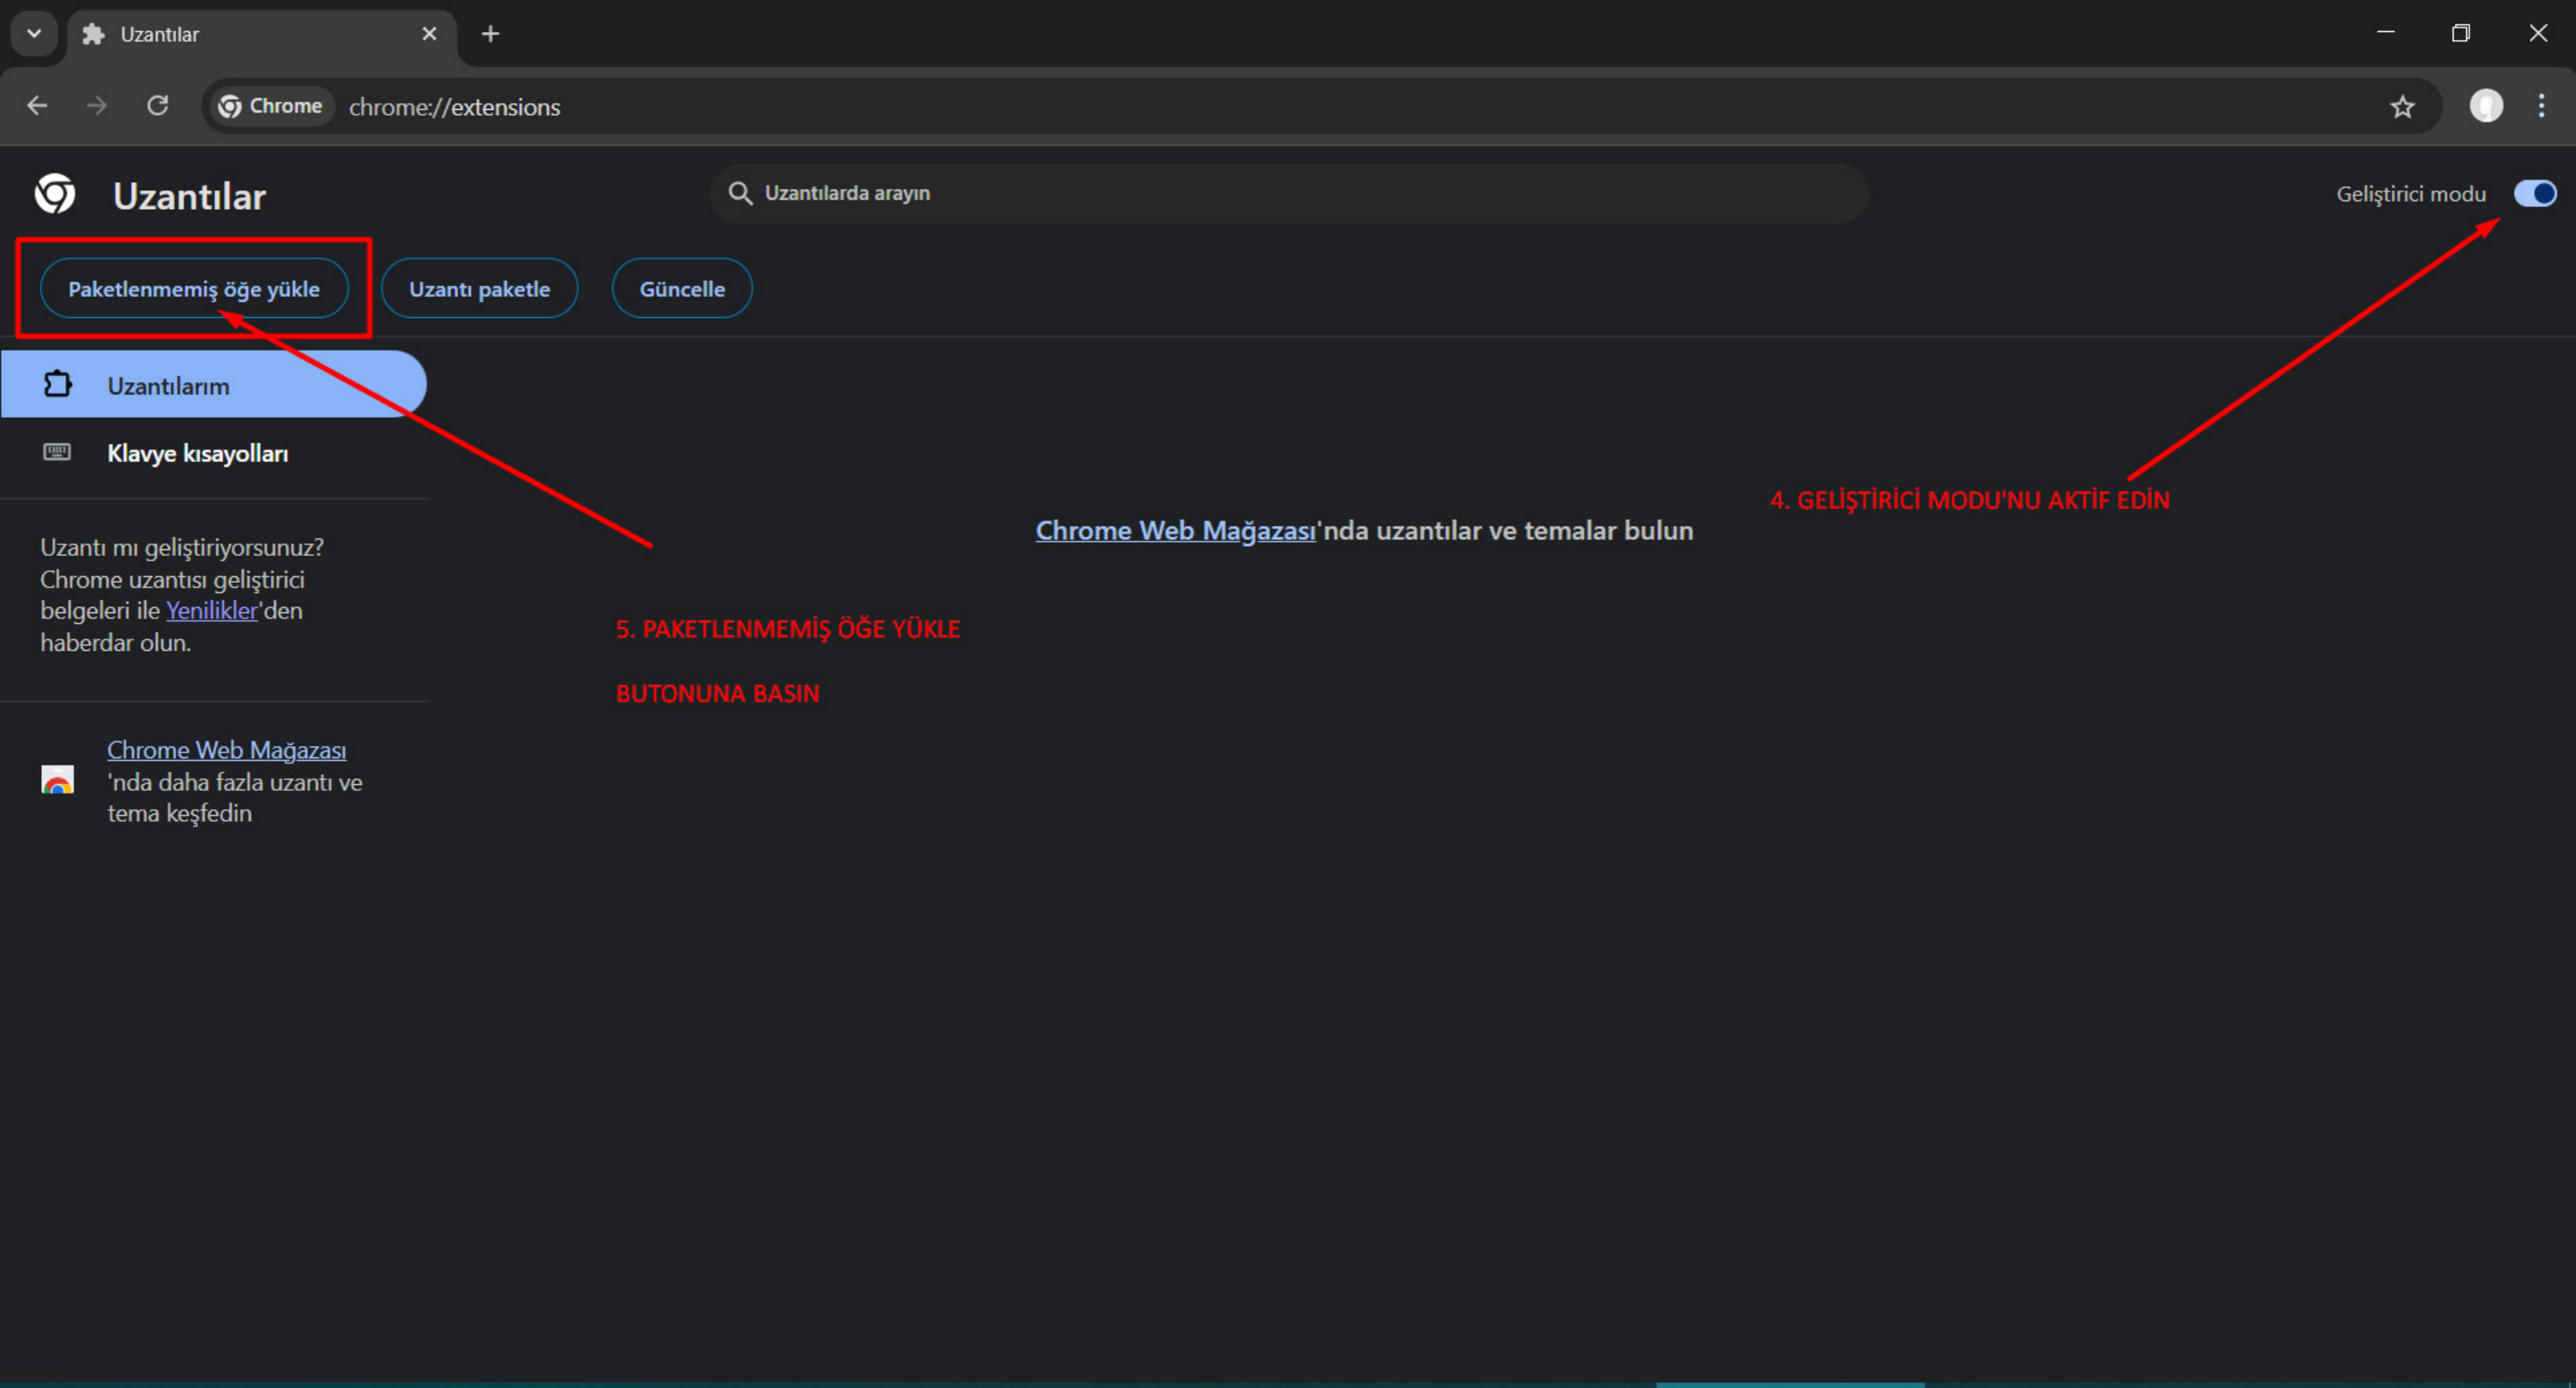 Uzantılar
Chrome chrome://extensions
Uzantılar
Uzantılarda arayın
Geliştirici modu
Paketlenmemiş öğe yükle
Uzantı paketle
Güncelle
Uzantılarım
Klavye kısayolları
Uzantı mı geliştiriyorsunuz?
Chrome uzantısı geliştirici
belgeleri ile Yenilikler'den
haberdar olun.
Chrome Web Mağazası
'nda daha fazla uzantı ve
tema keşfedin
4. GELİŞTİRİCİ MODU'NU AKTİF EDİN
Chrome Web Mağazası'nda uzantılar ve temalar bulun
5. PAKETLENMEMİŞ ÖĞE YÜKLE
BUTONUNA BASIN